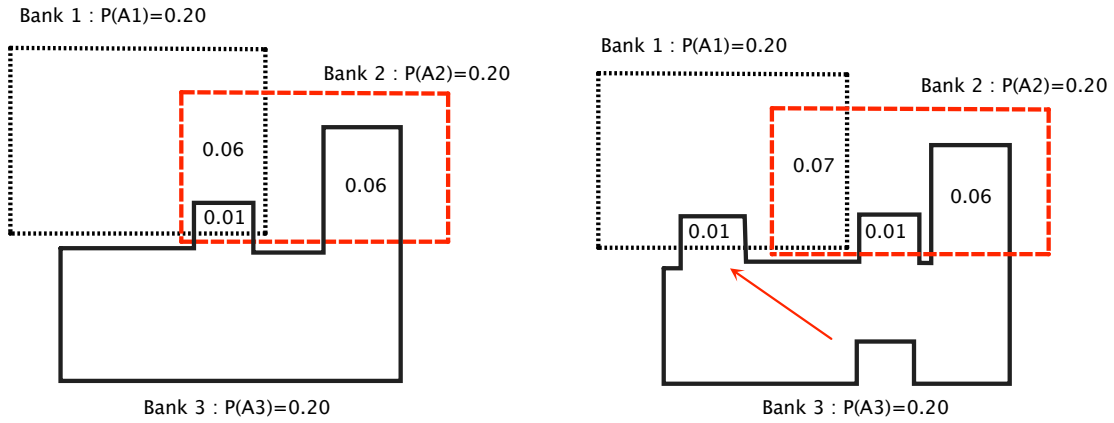 Bank 1 : P(A1)=0.20
Bank 2 : P(A2)=0.20
0.06
0.06
0.01
Bank 3 : P(A3)=0.20
Bank 1 : P(A1)=0.20
Bank 2 : P(A2)=0.20
0.07
0.06
0.01
0.01
Bank 3 : P(A3)=0.20